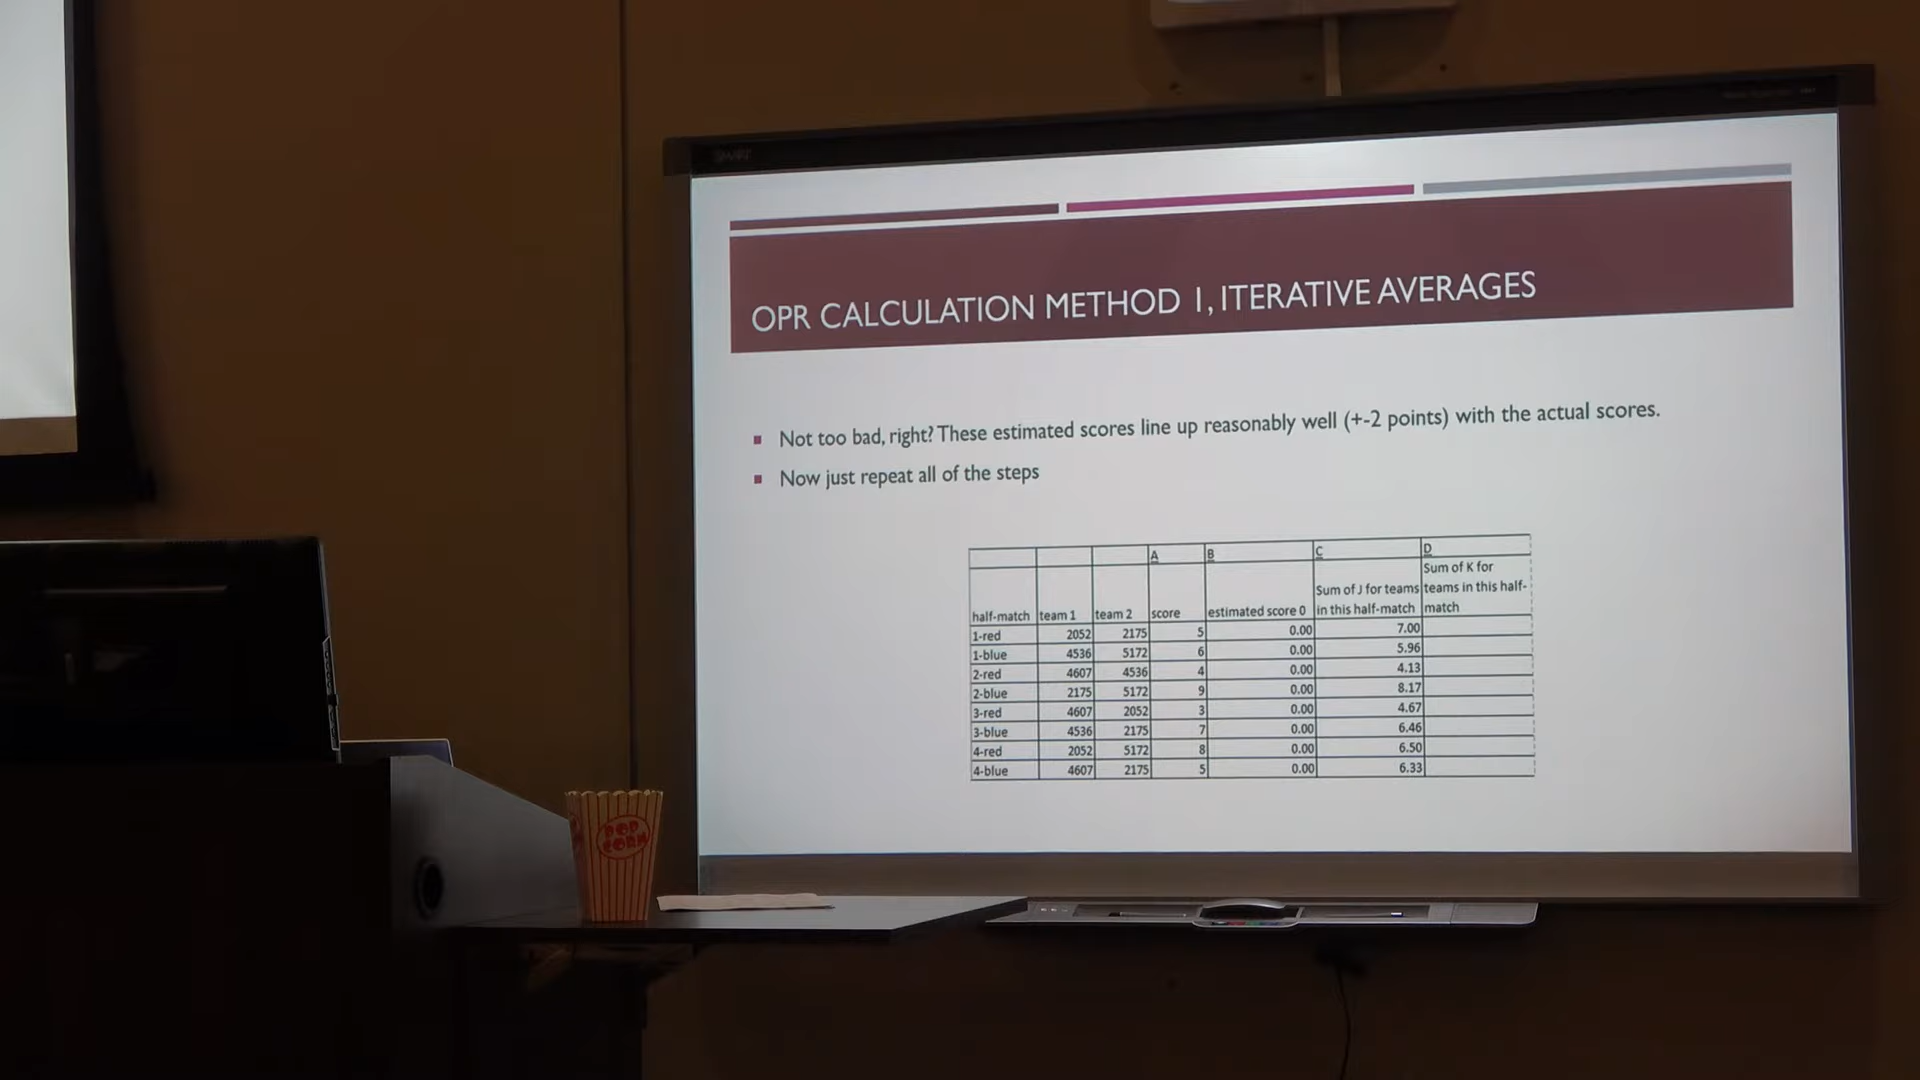 SMART
OPR CALCULATION METHOD 1, ITERATIVE AVERAGES
Not too bad, right? These estimated scores line up reasonably well (+-2 points) with the actual scores.
Now just repeat all of the steps
A B C D
half-match team 1 team 2 score estimated score 0 Sum of J for teams in this half-match Sum of K for teams in this half-match
1-red 2052 2175 5 0.00 7.00
1-blue 4536 5172 6 0.00 5.96
2-red 4607 4536 4 0.00 4.13
2-blue 2175 5172 9 0.00 8.17
3-red 4607 2052 3 0.00 4.67
3-blue 4536 2175 7 0.00 6.46
4-red 2052 5172 8 0.00 6.50
4-blue 4607 2175 5 0.00 6.33
POP
CORN